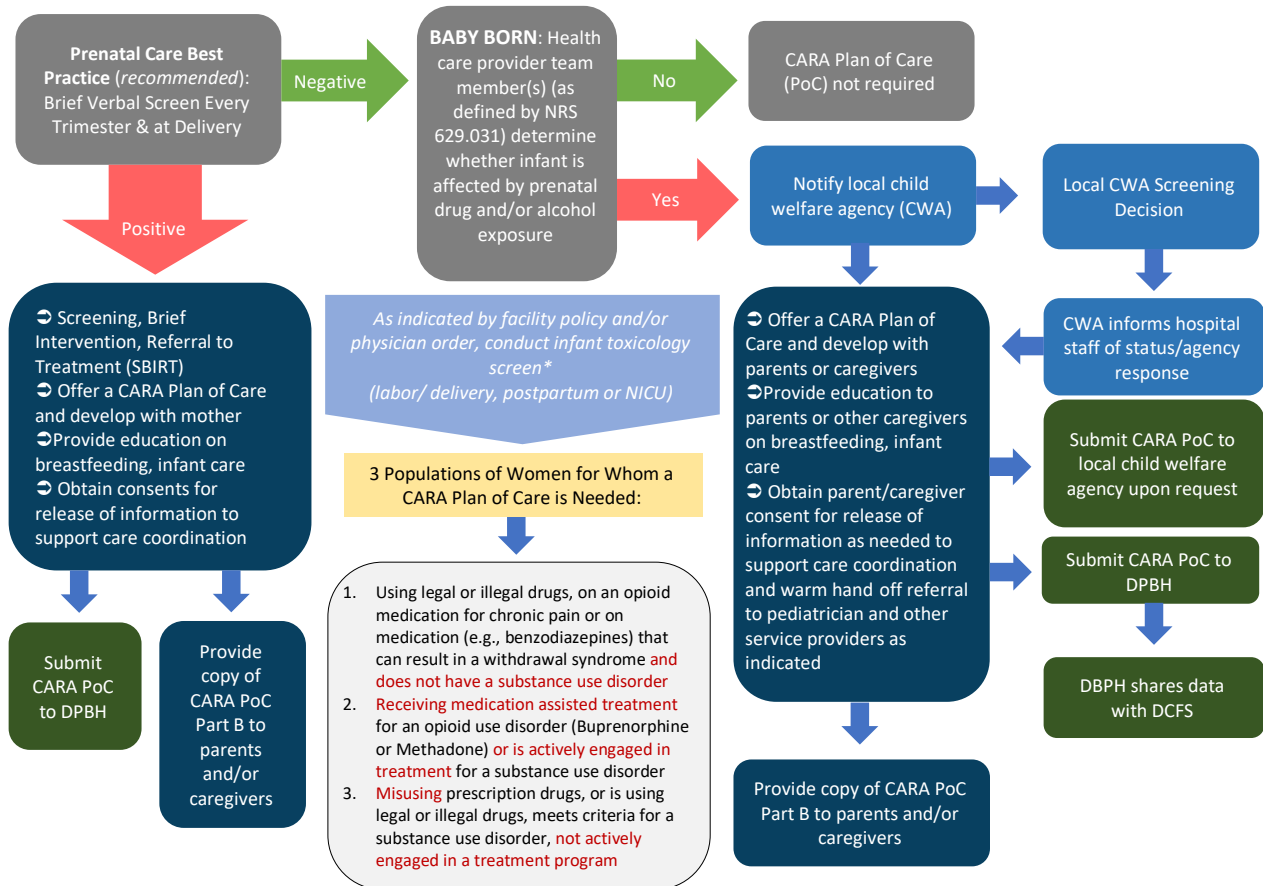 Prenatal Care Best
Practice (recommended):
Brief Verbal Screen Every
Trimester & at Delivery
Negative
BABY BORN: Health
care provider team
member(s) (as
defined by NRS
629.031) determine
whether infant is
affected by prenatal
drug and/or alcohol
exposure
No
CARA Plan of Care
(PoC) not required
Yes
Notify local child
welfare agency (CWA)
Local CWA Screening
Decision
Positive
➲ Screening, Brief
Intervention, Referral to
Treatment (SBIRT)
➲ Offer a CARA Plan of Care
and develop with mother
➲Provide education on
breastfeeding, infant care
➲ Obtain consents for
release of information to
support care coordination
As indicated by facility policy and/or
physician order, conduct infant toxicology
screen*
(labor/ delivery, postpartum or NICU)
➲ Offer a CARA Plan of
Care and develop with
parents or caregivers
➲Provide education to
parents or other caregivers
on breastfeeding, infant
care
➲ Obtain parent/caregiver
consent for release of
information as needed to
support care coordination
and warm hand off referral
to pediatrician and other
service providers as
indicated
CWA informs hospital
staff of status/agency
response
Submit CARA PoC to
local child welfare
agency upon request
Submit CARA PoC to
DPBH
DBPH shares data
with DCFS
3 Populations of Women for Whom a
CARA Plan of Care is Needed:
1. Using legal or illegal drugs, on an opioid
medication for chronic pain or on
medication (e.g., benzodiazepines) that
can result in a withdrawal syndrome and
does not have a substance use disorder
2. Receiving medication assisted treatment
for an opioid use disorder (Buprenorphine
or Methadone) or is actively engaged in
treatment for a substance use disorder
3. Misusing prescription drugs, or is using
legal or illegal drugs, meets criteria for a
substance use disorder, not actively
engaged in a treatment program
Submit
CARA PoC
to DPBH
Provide
copy of
CARA PoC
Part B to
parents
and/or
caregivers
Provide copy of CARA PoC
Part B to parents and/or
caregivers